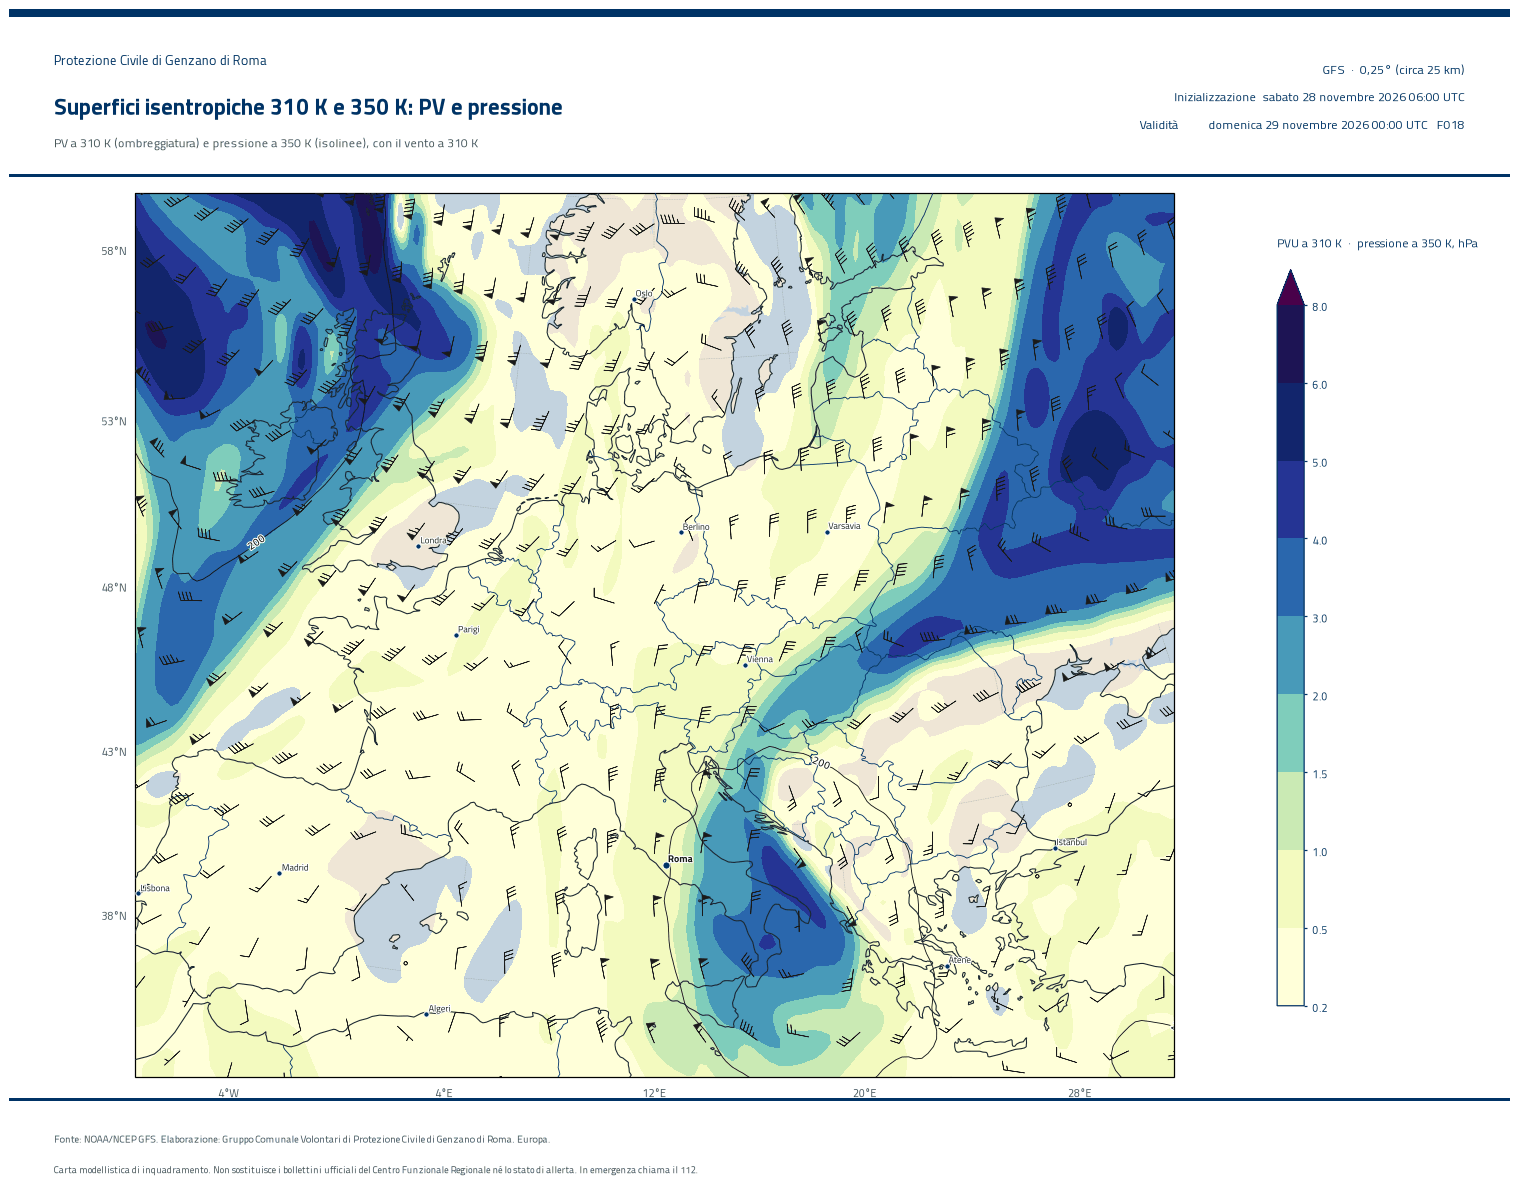 Protezione Civile di Genzano di Roma
Superfici isentropiche 310 K e 350 K: PV e pressione
PV a 310 K (ombreggiatura) e pressione a 350 K (isolinee), con il vento a 310 K
GFS · 0,25° (circa 25 km)
Inizializzazione sabato 28 novembre 2026 06:00 UTC
Validità domenica 29 novembre 2026 00:00 UTC F018
PVU a 310 K · pressione a 350 K, hPa
8.0
6.0
5.0
4.0
3.0
2.0
1.5
1.0
0.5
0.2
58°N
53°N
48°N
43°N
38°N
4°W
4°E
12°E
20°E
28°E
Oslo
Berlino
Varsavia
Londra
200
Parigi
Vienna
200
Istanbul
Roma
Madrid
Lisbona
Atene
Algeri
Fonte: NOAA/NCEP GFS. Elaborazione: Gruppo Comunale Volontari di Protezione Civile di Genzano di Roma. Europa.
Carta modellistica di inquadramento. Non sostituisce i bollettini ufficiali del Centro Funzionale Regionale né lo stato di allerta. In emergenza chiama il 112.